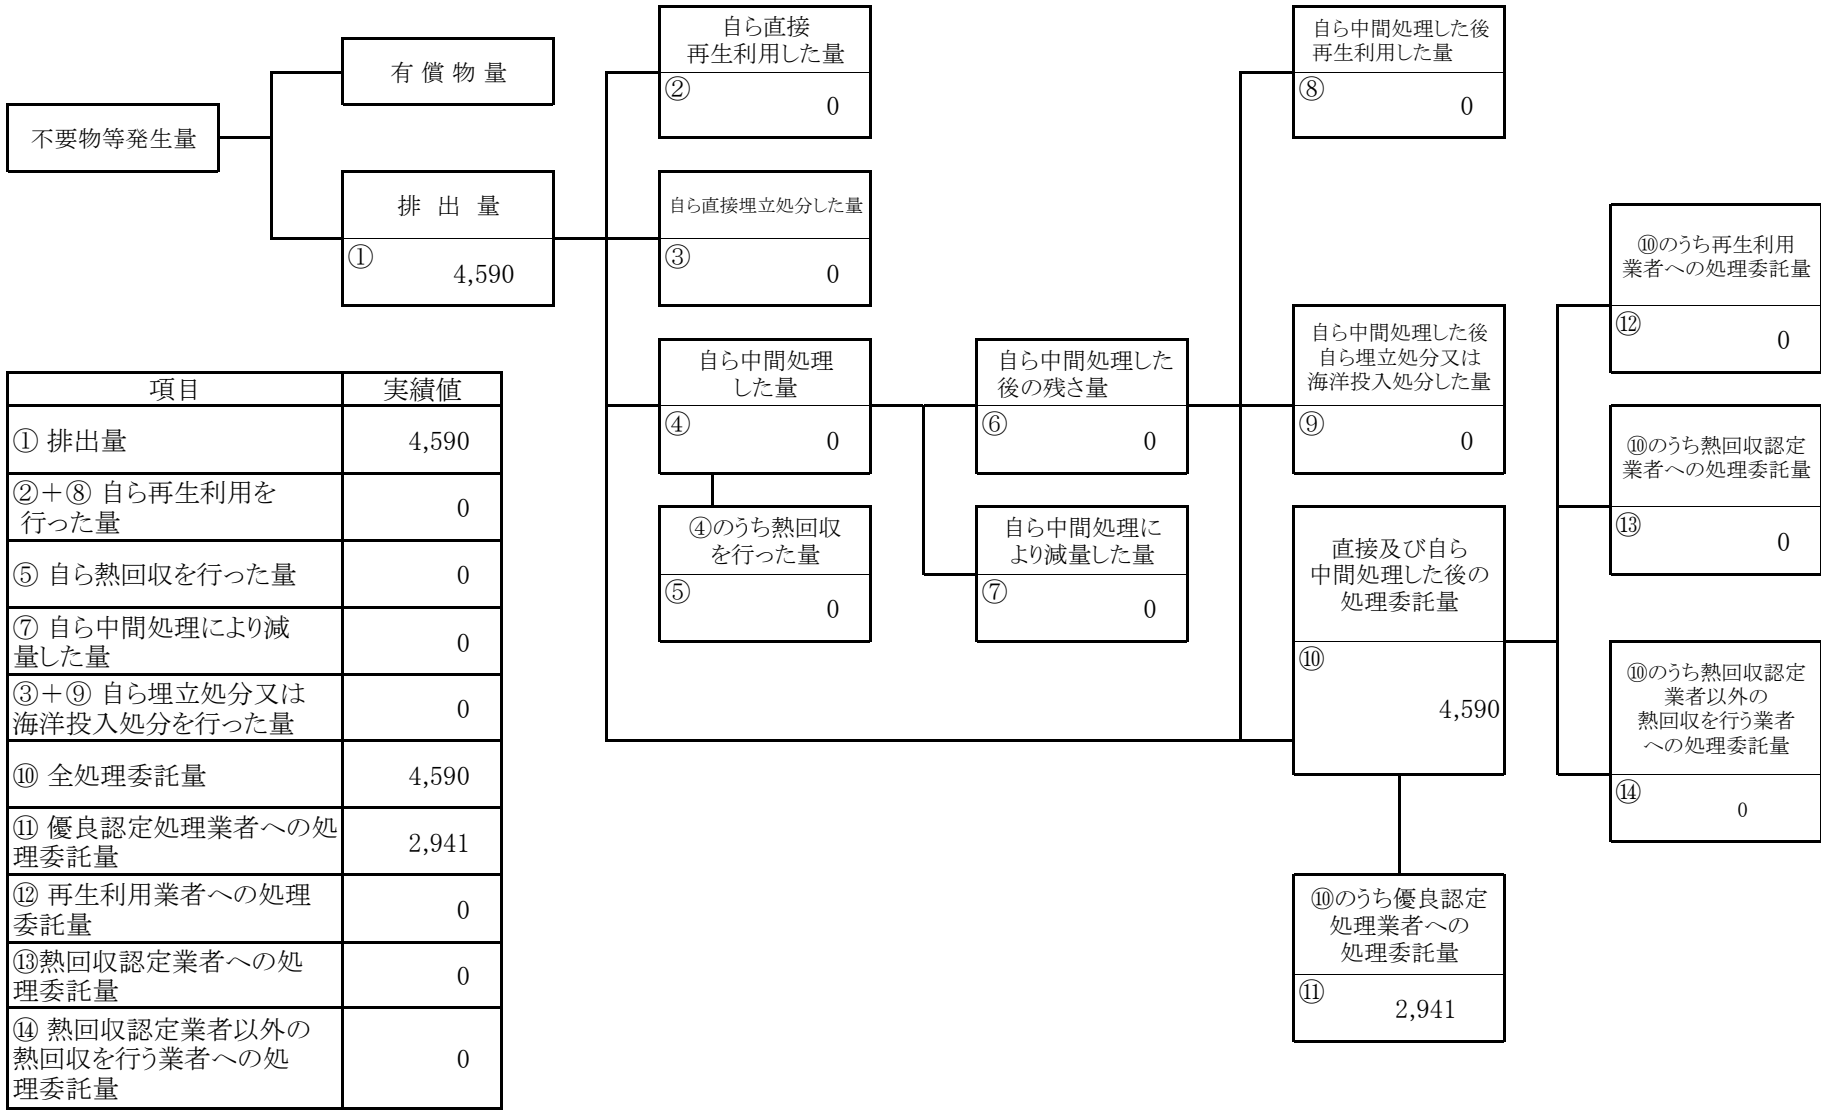 不要物等発生量
有償物量
排出量
①
4,590
自ら直接
再生利用した量
②
0
自ら直接埋立処分した量
③
0
自ら中間処理
した量
④
0
④のうち熱回収
を行った量
⑤
0
自ら中間処理した
後の残さ量
⑥
0
自ら中間処理に
より減量した量
⑦
0
自ら中間処理した後
再生利用した量
⑧
0
自ら中間処理した後
自ら埋立処分又は
海洋投入処分した量
⑨
0
直接及び自ら
中間処理した後の
処理委託量
⑩
4,590
⑩のうち優良認定
処理業者への
処理委託量
⑪
2,941
⑩のうち再生利用
業者への処理委託量
⑫
0
⑩のうち熱回収認定
業者への処理委託量
⑬
0
⑩のうち熱回収認定
業者以外の
熱回収を行う業者
への処理委託量
⑭
0
項目 実績値
① 排出量 4,590
②+⑧ 自ら再生利用を
行った量 0
⑤ 自ら熱回収を行った量 0
⑦ 自ら中間処理により減
量した量 0
③+⑨ 自ら埋立処分又は
海洋投入処分を行った量 0
⑩ 全処理委託量 4,590
⑪ 優良認定処理業者への処
理委託量 2,941
⑫ 再生利用業者への処理
委託量 0
⑬熱回収認定業者への処
理委託量 0
⑭ 熱回収認定業者以外の
熱回収を行う業者への処
理委託量 0